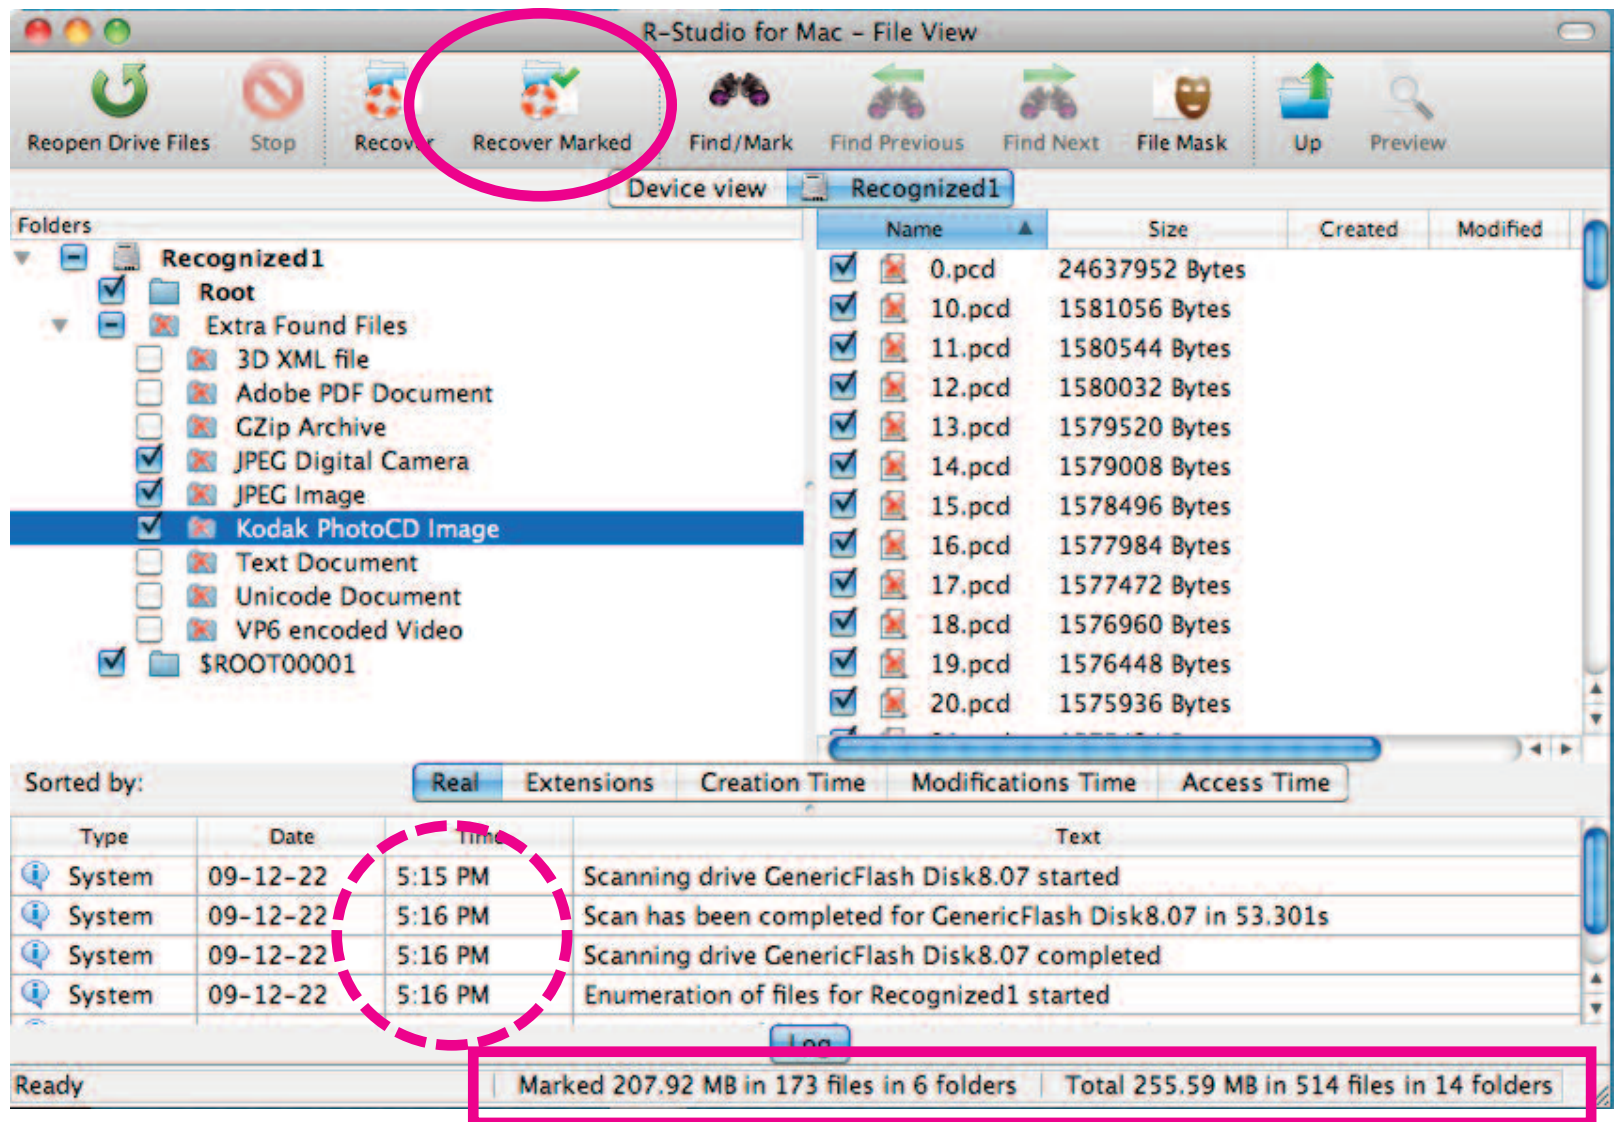 R-Studio for Mac - File View
Reopen Drive Files Stop Recover Recover Marked Find/Mark Find Previous Find Next File Mask Up Preview
Device view Recognized1
Folders
Recognized1
Root
Extra Found Files
3D XML file
Adobe PDF Document
GZip Archive
JPEG Digital Camera
JPEG Image
Kodak PhotoCD Image
Text Document
Unicode Document
VP6 encoded Video
$ROOT00001
Name Size Created Modified
0.pcd 24637952 Bytes
10.pcd 1581056 Bytes
11.pcd 1580544 Bytes
12.pcd 1580032 Bytes
13.pcd 1579520 Bytes
14.pcd 1579008 Bytes
15.pcd 1578496 Bytes
16.pcd 1577984 Bytes
17.pcd 1577472 Bytes
18.pcd 1576960 Bytes
19.pcd 1576448 Bytes
20.pcd 1575936 Bytes
Sorted by: Real Extensions Creation Time Modifications Time Access Time
Type Date Time Text
System 09-12-22 5:15 PM Scanning drive GenericFlash Disk8.07 started
System 09-12-22 5:16 PM Scan has been completed for GenericFlash Disk8.07 in 53.301s
System 09-12-22 5:16 PM Scanning drive GenericFlash Disk8.07 completed
System 09-12-22 5:16 PM Enumeration of files for Recognized1 started
Log
Ready Marked 207.92 MB in 173 files in 6 folders Total 255.59 MB in 514 files in 14 folders